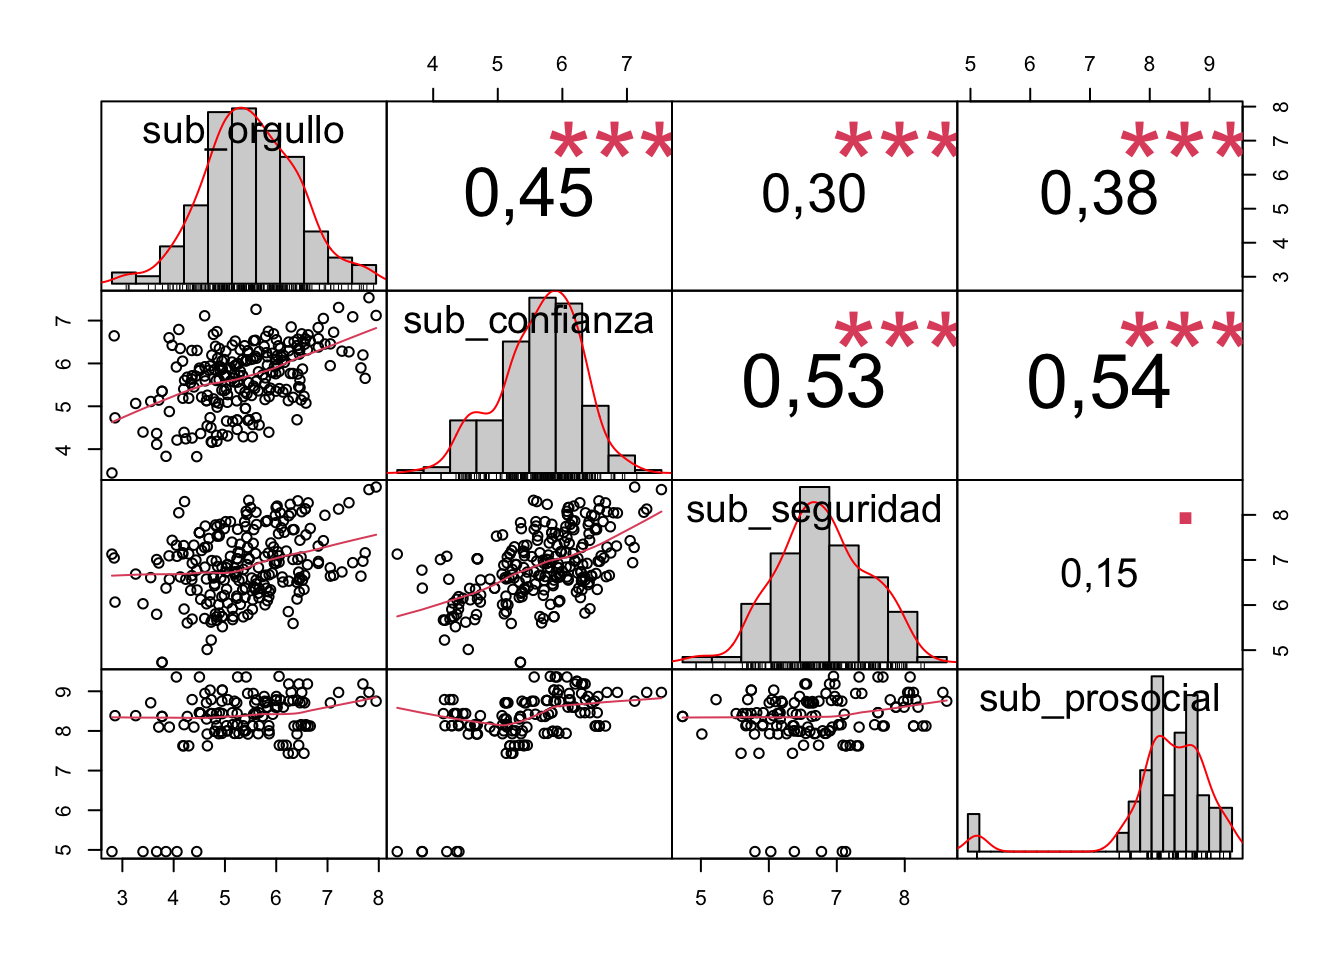 4 5 6 7 5 6 7 8 9
sub_orgullo *** *** *** 8
0,45 0,30 0,38 7
6
5
4
3
7 sub_confianza *** ***
6 0,53 0,54
5
4
sub_seguridad . 8
0,15 7
6
5
9 sub_prosocial
8
7
6
5
3 4 5 6 7 8 5 6 7 8